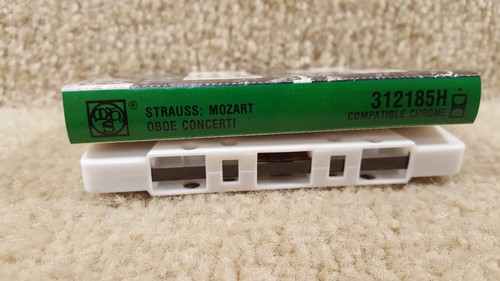 ®
STRAUSS; MOZART
OBOE CONCERTI
312185H
COMPATIBLE CHROME